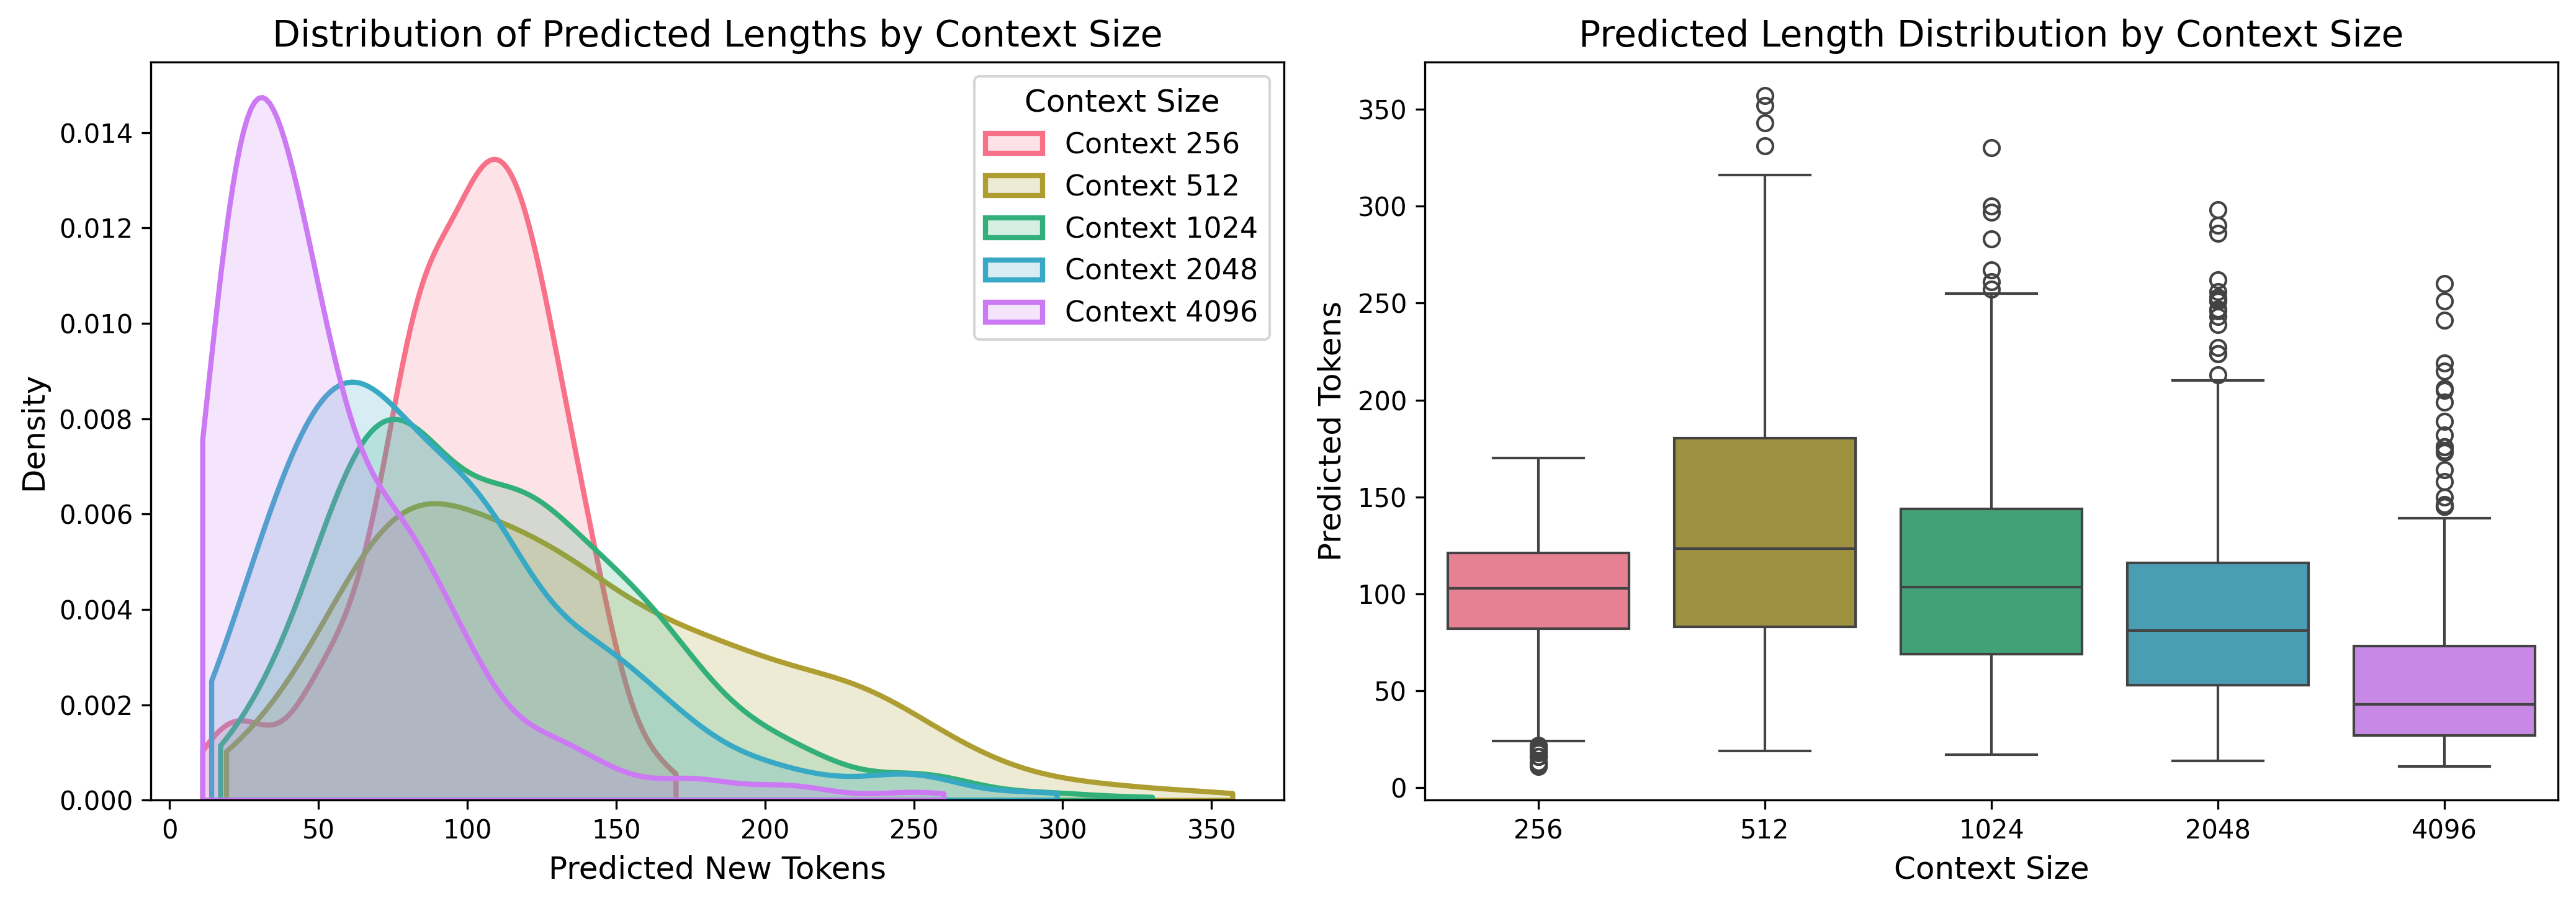 Distribution of Predicted Lengths by Context Size
Density
0.014
0.012
0.010
0.008
0.006
0.004
0.002
0.000
0 50 100 150 200 250 300 350
Predicted New Tokens
Context Size
Context 256
Context 512
Context 1024
Context 2048
Context 4096
Predicted Length Distribution by Context Size
Predicted Tokens
350
300
250
200
150
100
50
0
256 512 1024 2048 4096
Context Size